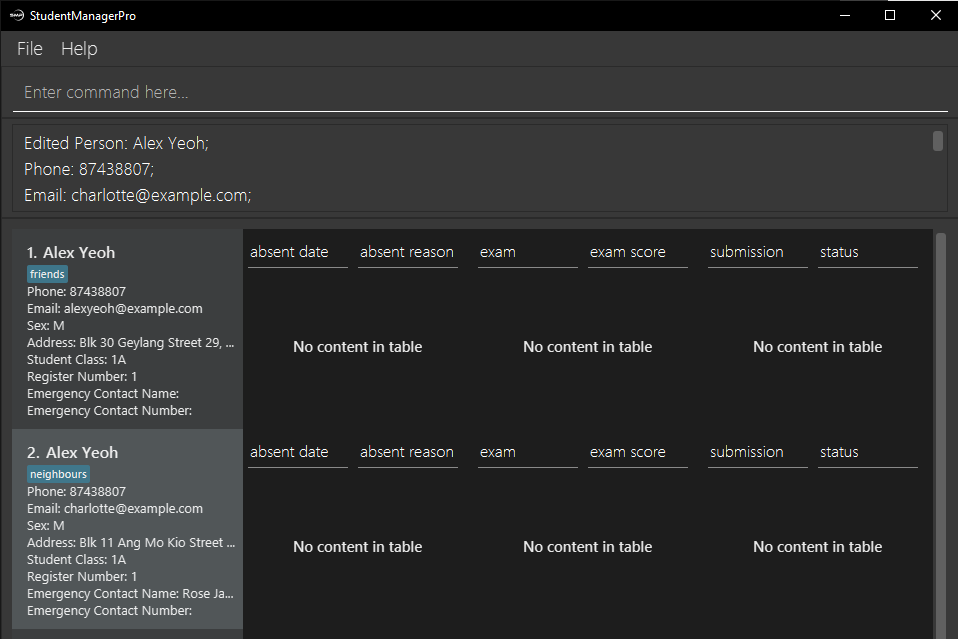 SMP StudentManagerPro
File Help
Enter command here...
Edited Person: Alex Yeoh;
Phone: 87438807;
Email: charlotte@example.com;
1. Alex Yeoh
friends
Phone: 87438807
Email: alexyeoh@example.com
Sex: M
Address: Blk 30 Geylang Street 29, ...
Student Class: 1A
Register Number: 1
Emergency Contact Name:
Emergency Contact Number:
absent date absent reason exam exam score submission status
No content in table No content in table No content in table
2. Alex Yeoh
neighbours
Phone: 87438807
Email: charlotte@example.com
Sex: M
Address: Blk 11 Ang Mo Kio Street ...
Student Class: 1A
Register Number: 1
Emergency Contact Name: Rose Ja...
Emergency Contact Number:
absent date absent reason exam exam score submission status
No content in table No content in table No content in table